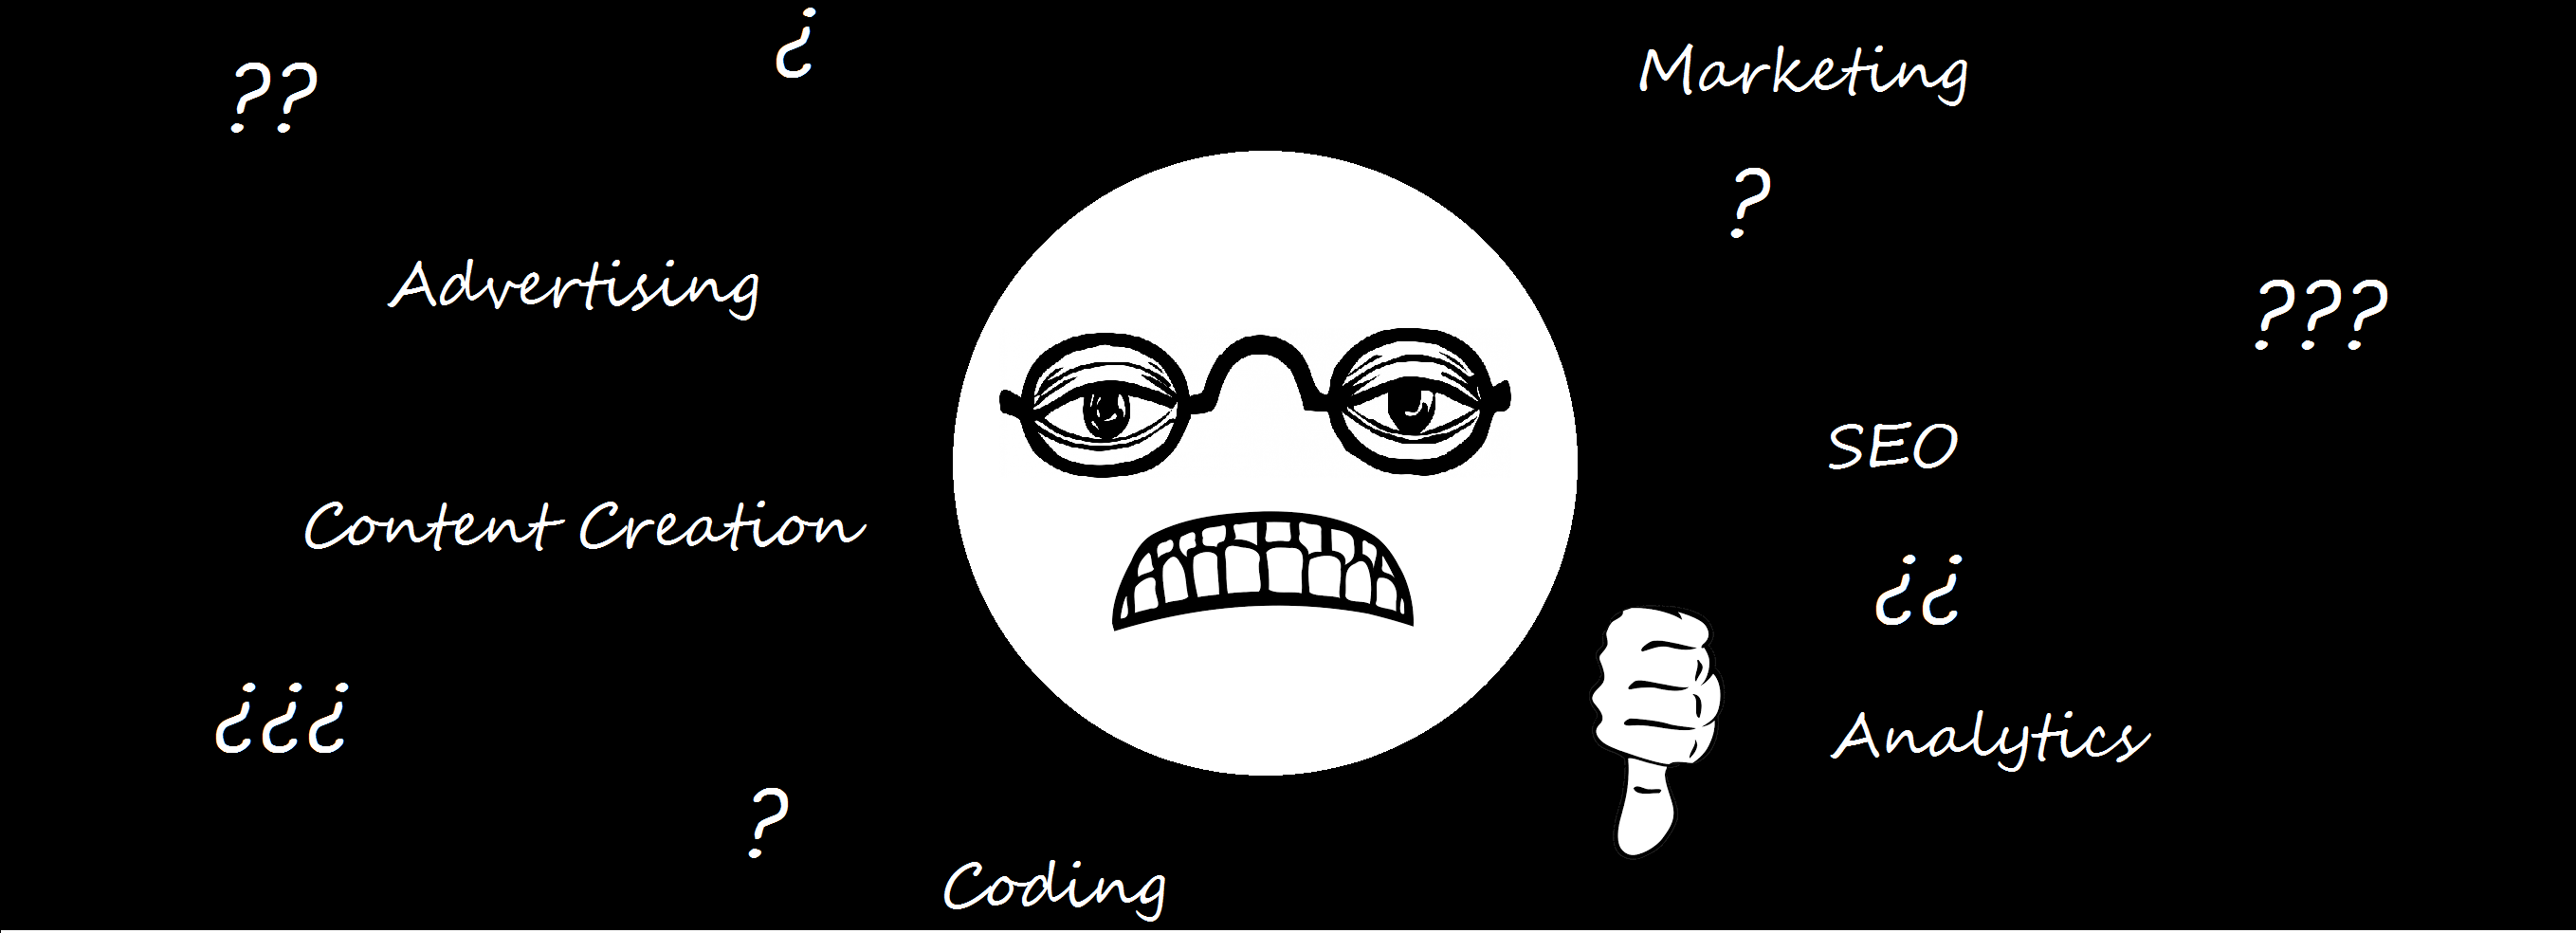 ¿
??
Marketing
?
Advertising
???
SEO
Content Creation
¿¿
¿¿¿
Analytics
?
Coding